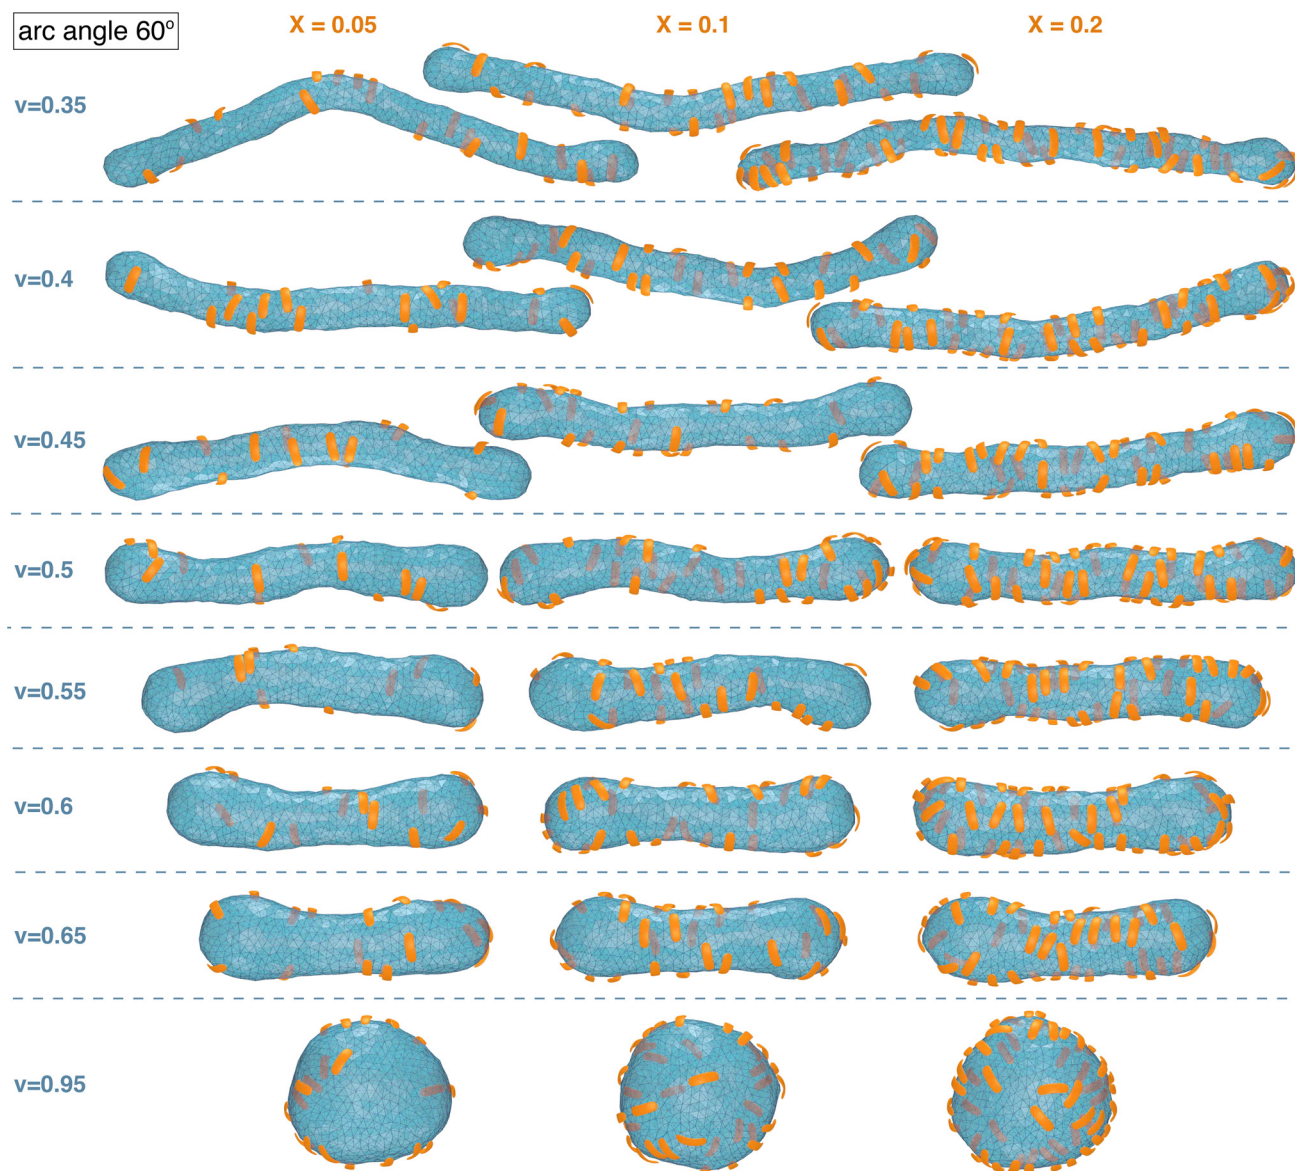 arc angle 60º
X = 0.05
X = 0.1
X = 0.2
v=0.35
v=0.4
v=0.45
v=0.5
v=0.55
v=0.6
v=0.65
v=0.95